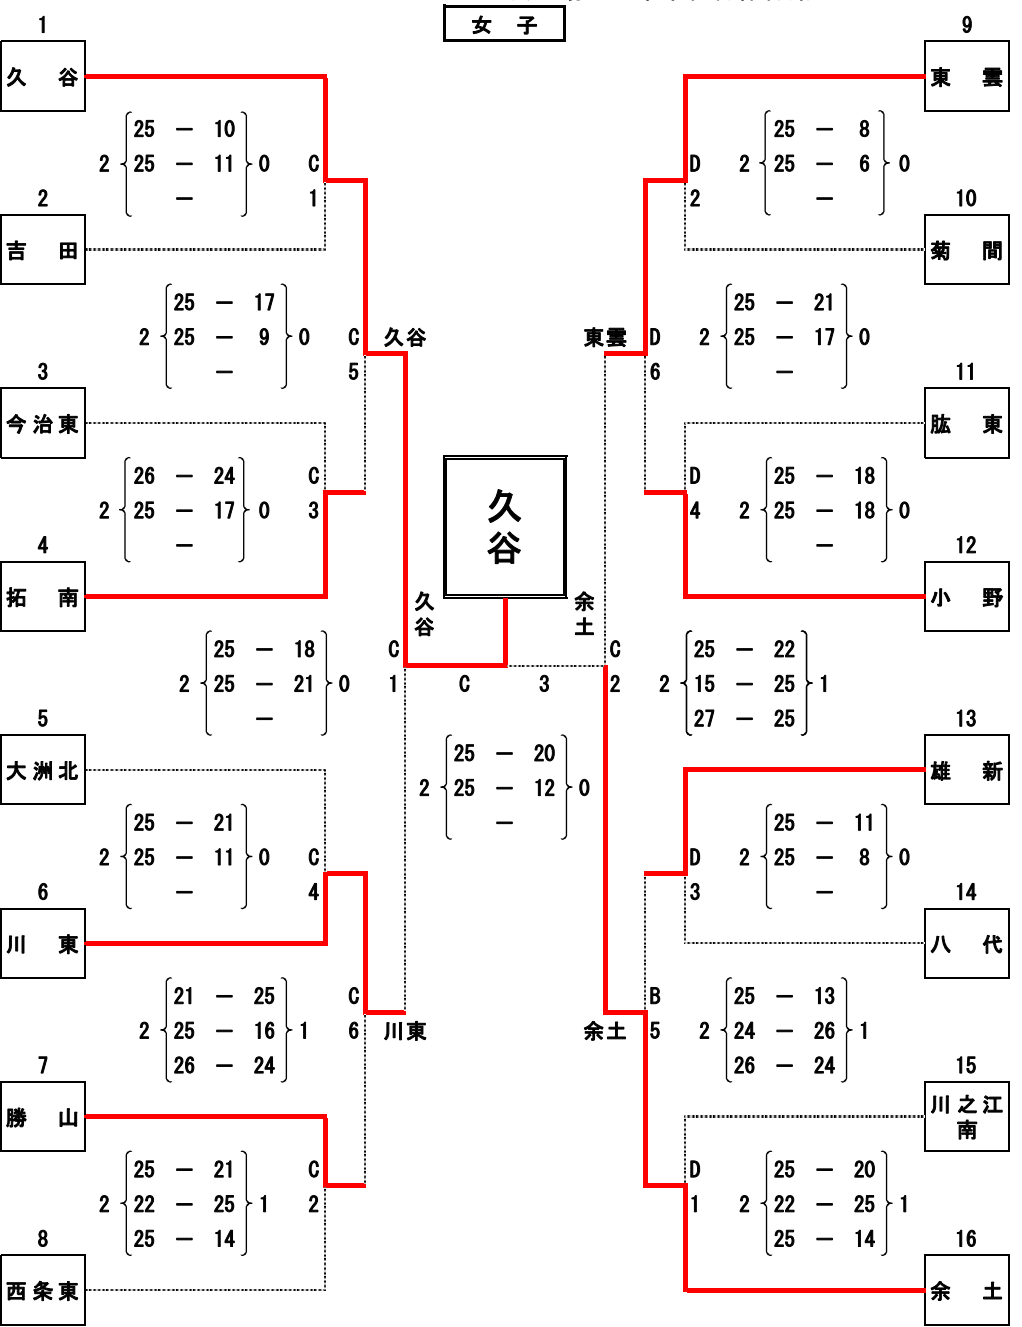 女子
1
久谷
25 － 10
2 25 － 11 0 C
－ 1
2
吉田
25 － 17
2 25 － 9 0 C 久谷
－ 5
3
今治東
26 － 24 C
2 25 － 17 0 3
－
4
拓南
久谷
25 － 18 C
2 25 － 21 0 1
－
5
大洲北
25 － 21
2 25 － 11 0 C
－ 4
6
川東
21 － 25 C
2 25 － 16 1 6 川東
26 － 24
7
勝山
25 － 21 C
2 22 － 25 1 2
25 － 14
8
西条東
久谷
C 3
25 － 20
2 25 － 12 0
－
9
東雲
25 － 8
D 2 25 － 6 0
2 －
10
菊間
25 － 21
東雲 D 2 25 － 17 0
6 －
11
肱東
D 25 － 18
4 2 25 － 18 0
－
12
小野
余土
C 25 － 22
2 2 15 － 25 1
27 － 25
13
雄新
25 － 11
D 2 25 － 8 0
3 －
14
八代
B 25 － 13
余土 5 2 24 － 26 1
26 － 24
15
川之江
南
D 25 － 20
1 2 22 － 25 1
25 － 14
16
余土